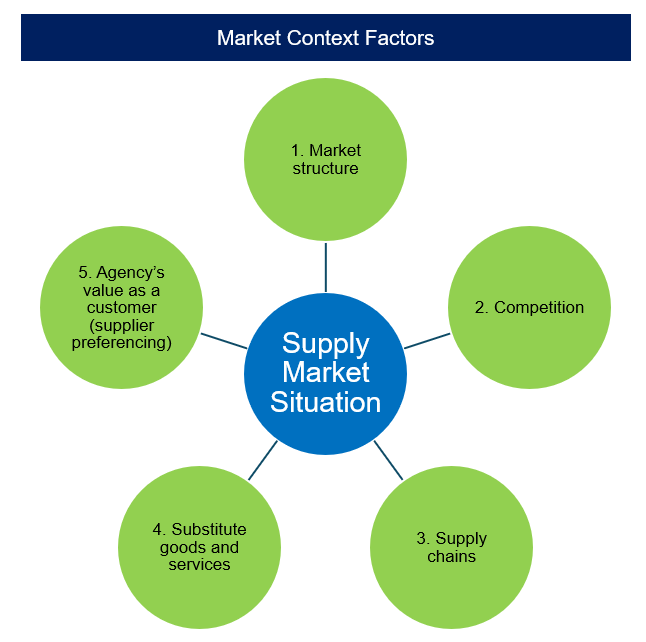 Market Context Factors
1. Market
structure
2. Competition
3. Supply
chains
4. Substitute
goods and
services
5. Agency’s
value as a
customer
(supplier
preferencing)
Supply
Market
Situation